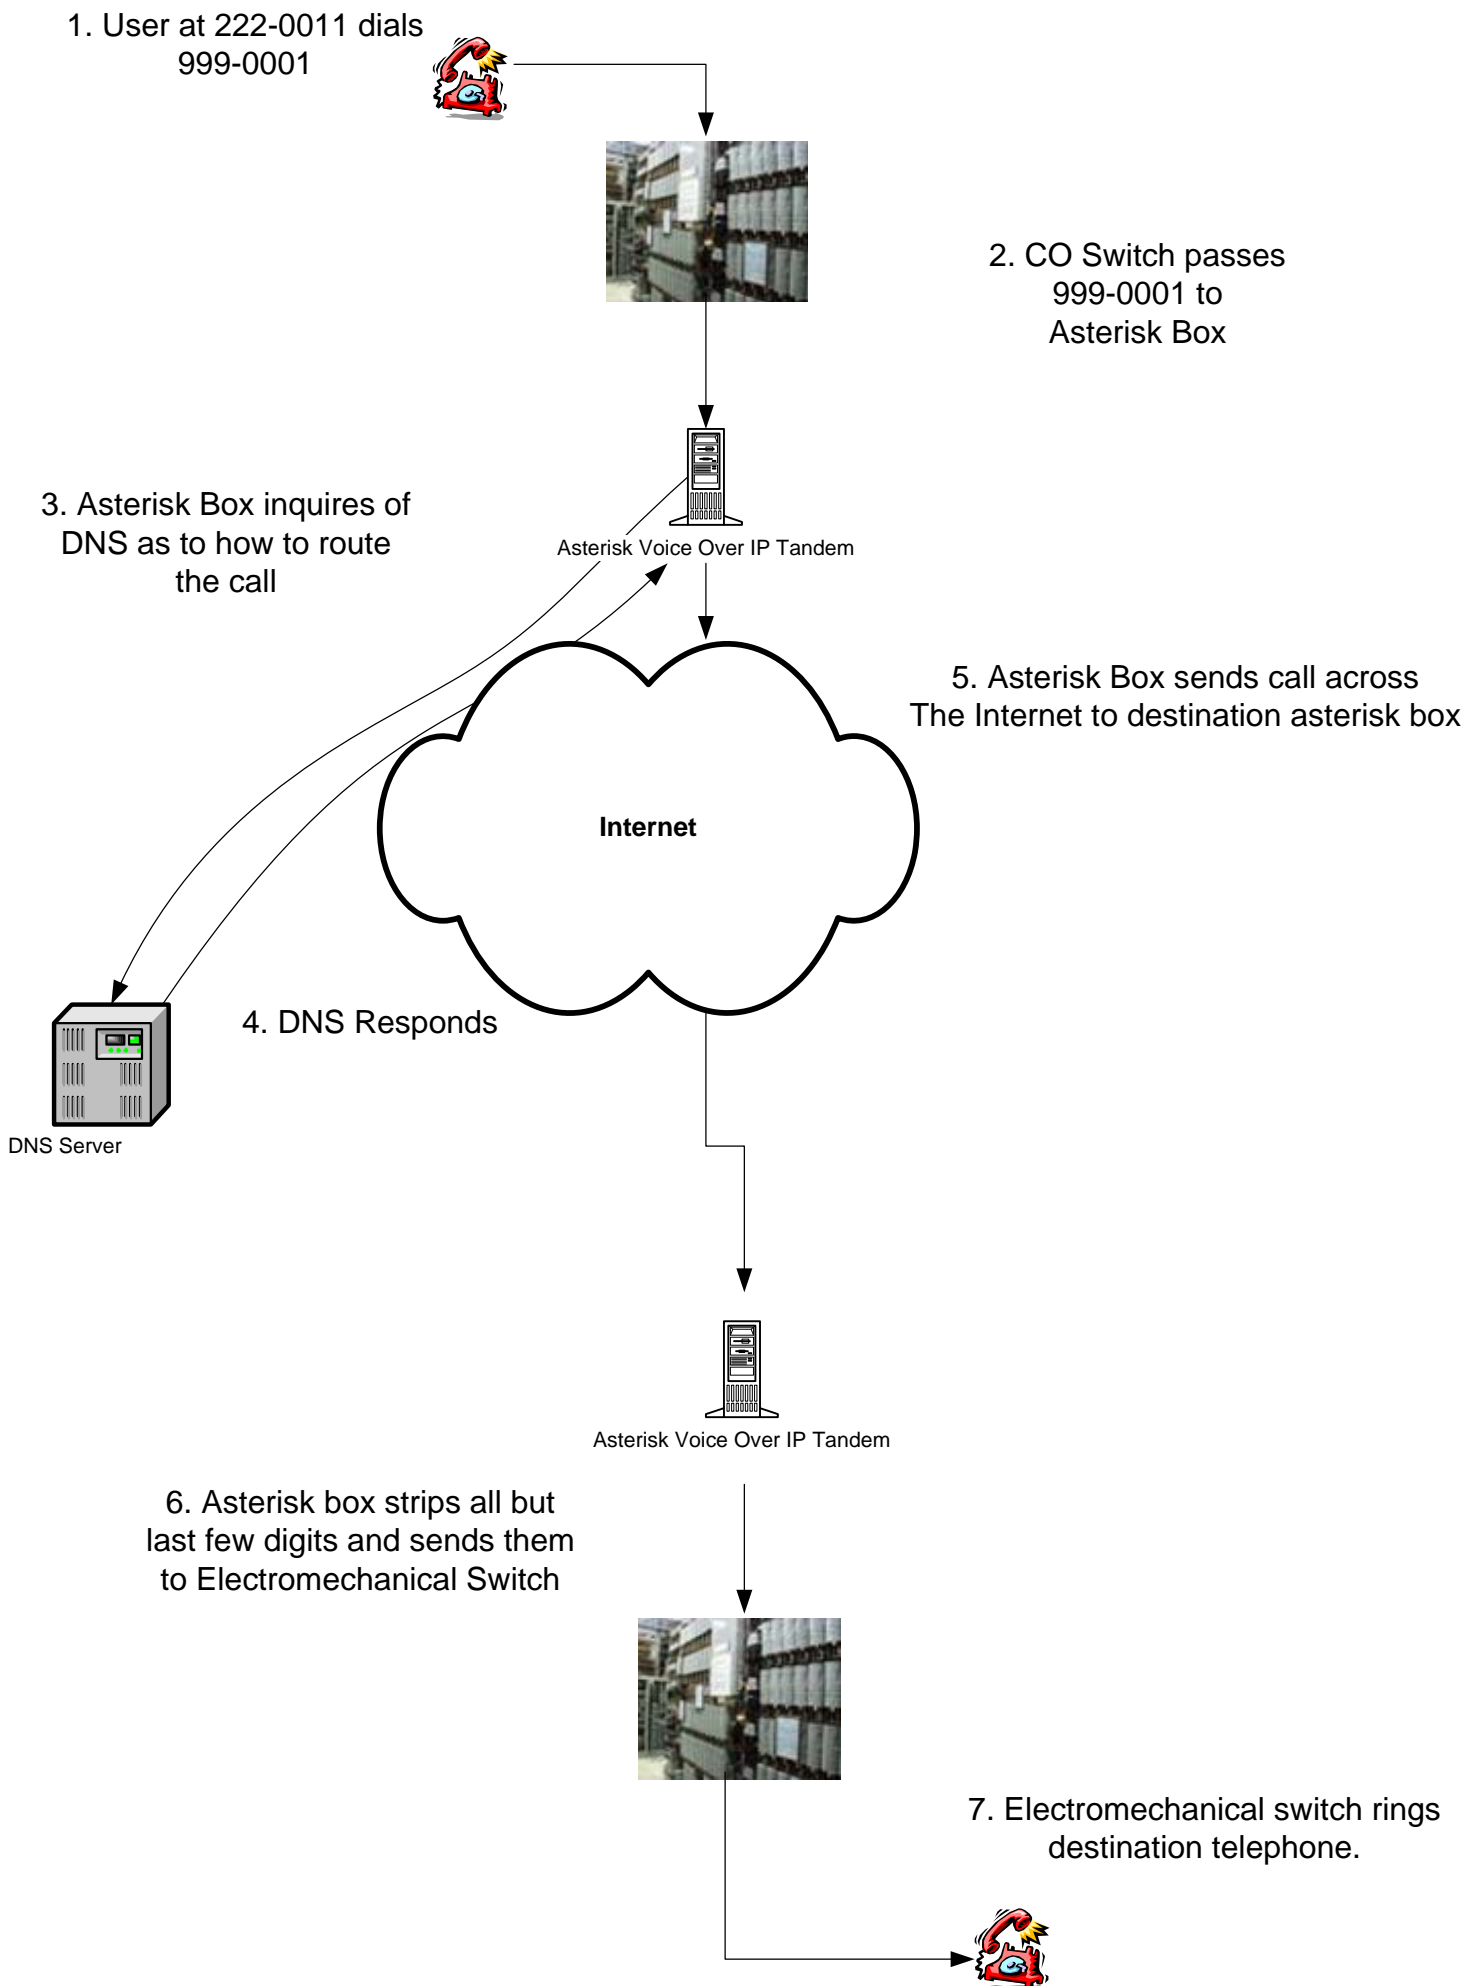 1. User at 222-0011 dials
999-0001
2. CO Switch passes
999-0001 to
Asterisk Box
3. Asterisk Box inquires of
DNS as to how to route
the call
Asterisk Voice Over IP Tandem
5. Asterisk Box sends call across
The Internet to destination asterisk box
Internet
4. DNS Responds
DNS Server
Asterisk Voice Over IP Tandem
6. Asterisk box strips all but
last few digits and sends them
to Electromechanical Switch
7. Electromechanical switch rings
destination telephone.